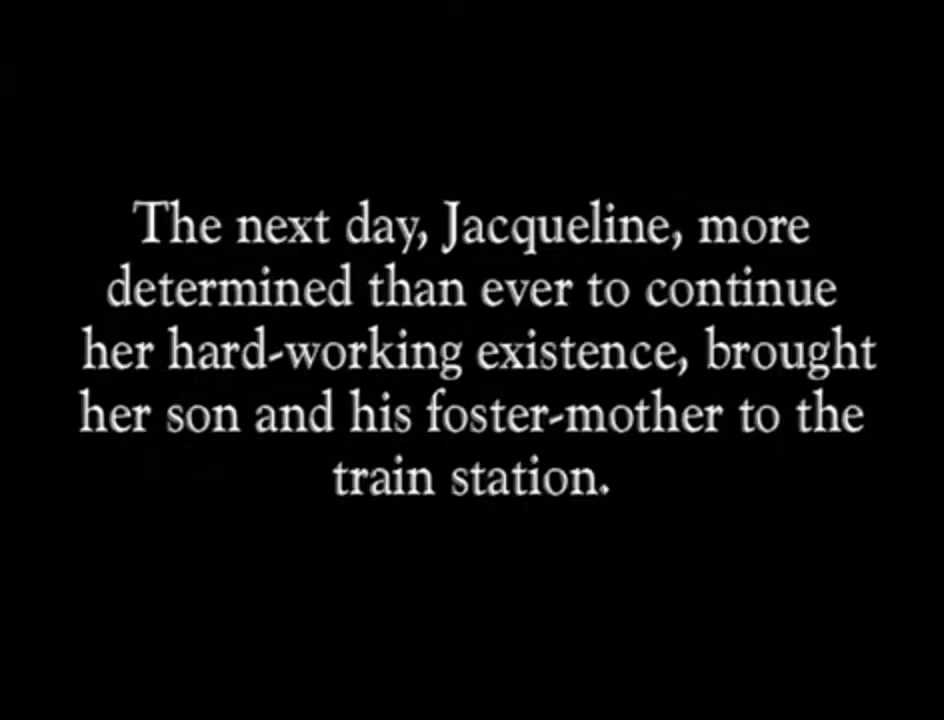 The next day, Jacqueline, more
determined than ever to continue
her hard-working existence, brought
her son and his foster-mother to the
train station.